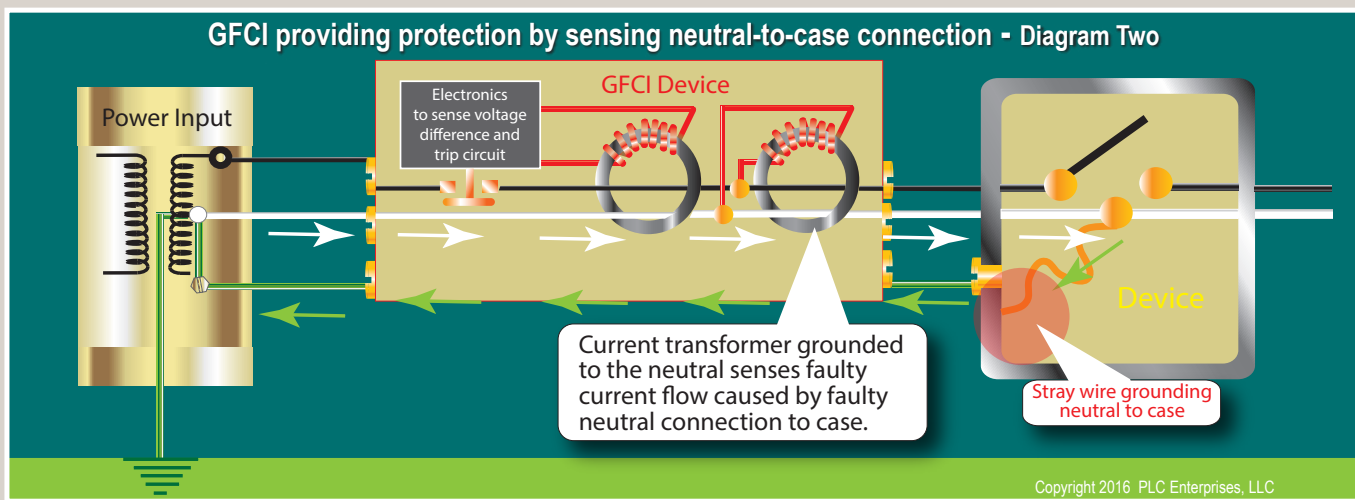 GFCI providing protection by sensing neutral-to-case connection - Diagram Two
Power Input
Electronics
to sense voltage
difference and
trip circuit
GFCI Device
Device
Current transformer grounded
to the neutral senses faulty
current flow caused by faulty
neutral connection to case.
Stray wire grounding
neutral to case
Copyright 2016 PLC Enterprises, LLC